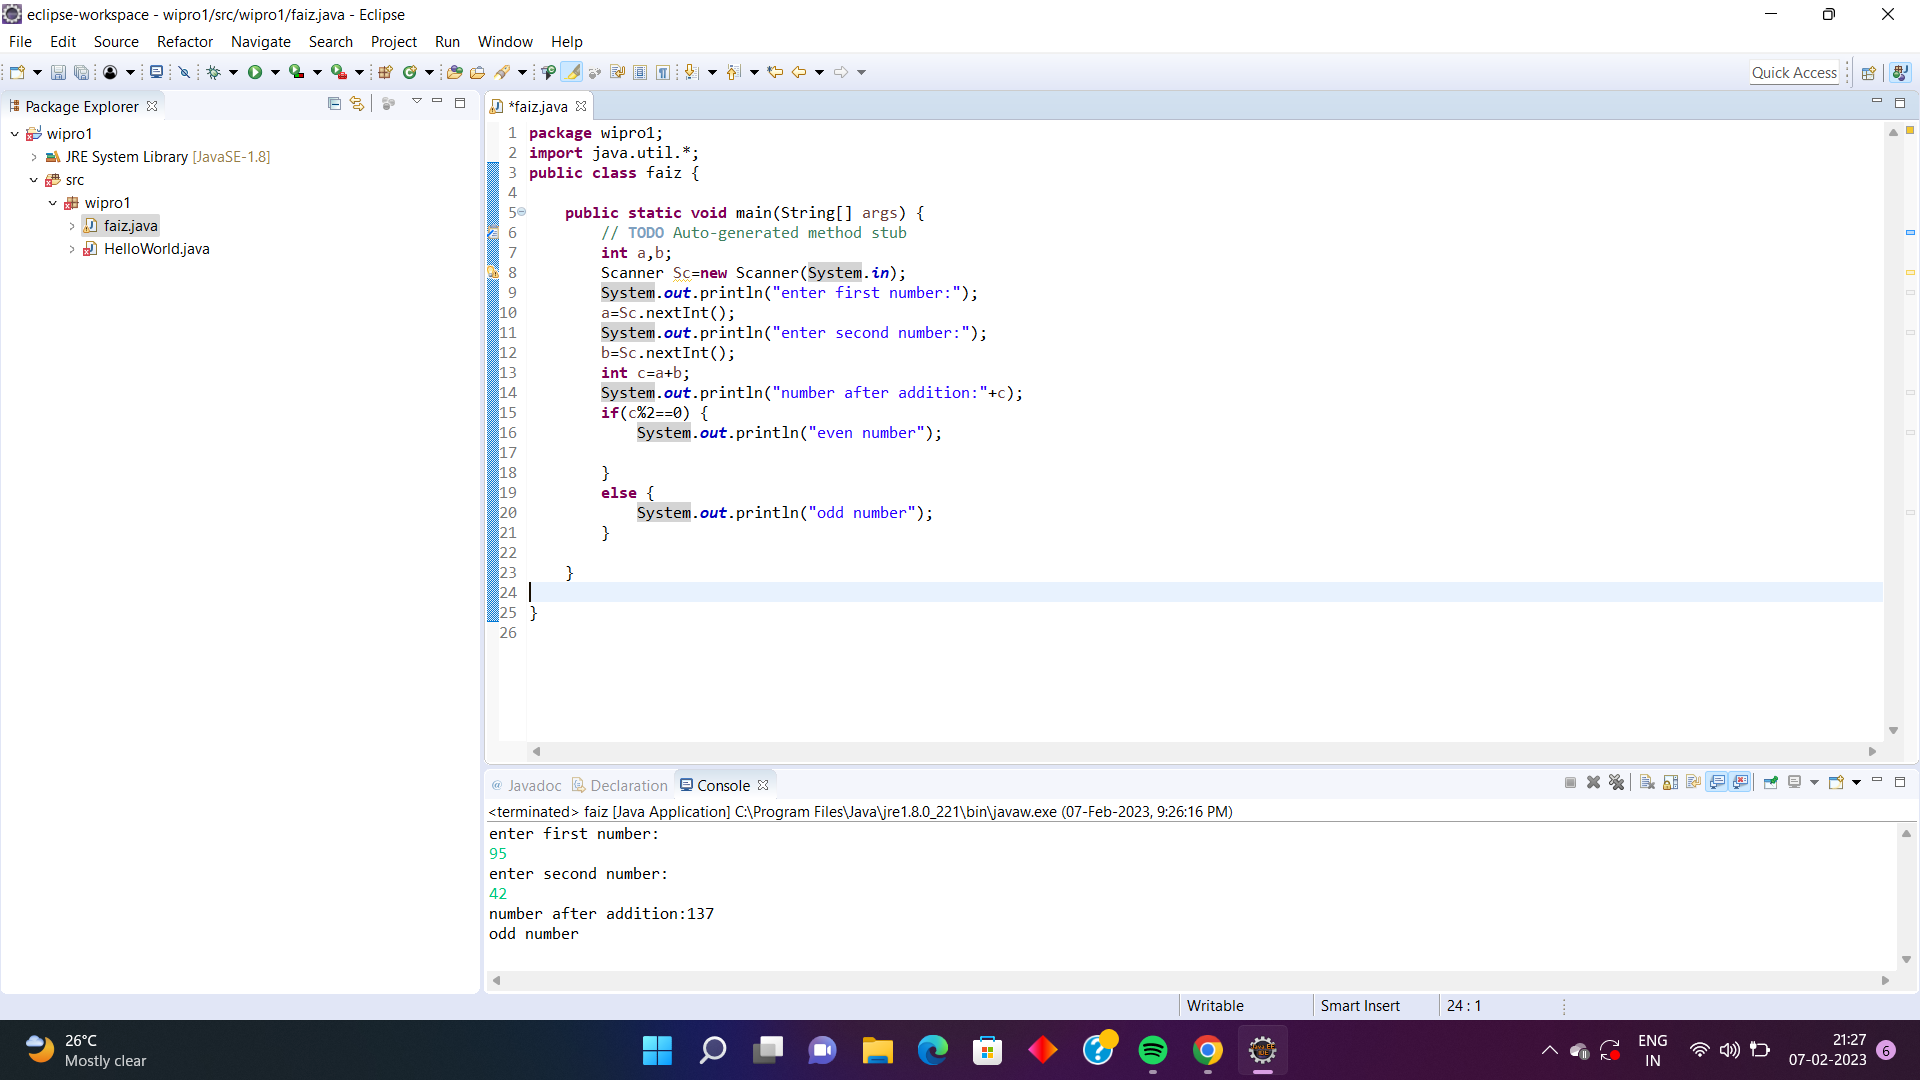 eclipse-workspace - wipro1/src/wipro1/faiz.java - Eclipse
File Edit Source Refactor Navigate Search Project Run Window Help
Quick Access
Package Explorer
wipro1
JRE System Library [JavaSE-1.8]
src
wipro1
faiz.java
HelloWorld.java
*faiz.java
1 package wipro1;
2 import java.util.*;
3 public class faiz {
4
5 public static void main(String[] args) {
6 // TODO Auto-generated method stub
7 int a,b;
8 Scanner Sc=new Scanner(System.in);
9 System.out.println("enter first number:");
10 a=Sc.nextInt();
11 System.out.println("enter second number:");
12 b=Sc.nextInt();
13 int c=a+b;
14 System.out.println("number after addition:"+c);
15 if(c%2==0) {
16 System.out.println("even number");
17
18 }
19 else {
20 System.out.println("odd number");
21 }
22
23 }
24
25 }
26
Javadoc Declaration Console
<terminated> faiz [Java Application] C:\Program Files\Java\jre1.8.0_221\bin\javaw.exe (07-Feb-2023, 9:26:16 PM)
enter first number:
95
enter second number:
42
number after addition:137
odd number
Writable Smart Insert 24 : 1
26°C
Mostly clear
ENG
IN
21:27
07-02-2023
6